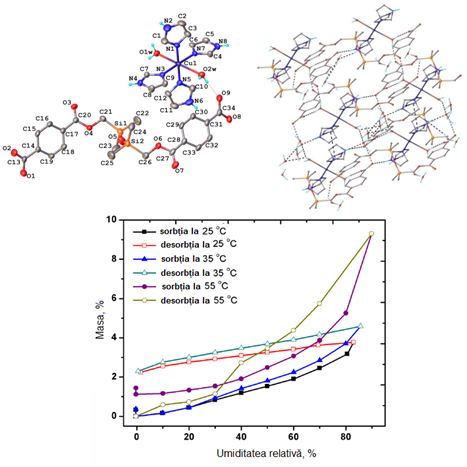 N2
C2
C1
C3
C5
N8
O1w
C6
N1
N7
C4
Cu1
C7
N3
O2w
N4
C9
N5
C10
C8
C12
C11
N6
O9
C34
O3
C30
C16
C20
C21
C22
C29
C31
O8
C15
C17
O4
Si1
C24
C28
C32
O2
C14
C18
O5
Si2
O6
C33
C13
C19
C23
C26
C27
C25
O7
O1
sorbția la 25 °C
desorbția la 25 °C
sorbția la 35 °C
desorbția la 35 °C
sorbția la 55 °C
desorbția la 55 °C
Masa, %
10
8
6
4
2
0
0 20 40 60 80 100
Umiditatea relativă, %